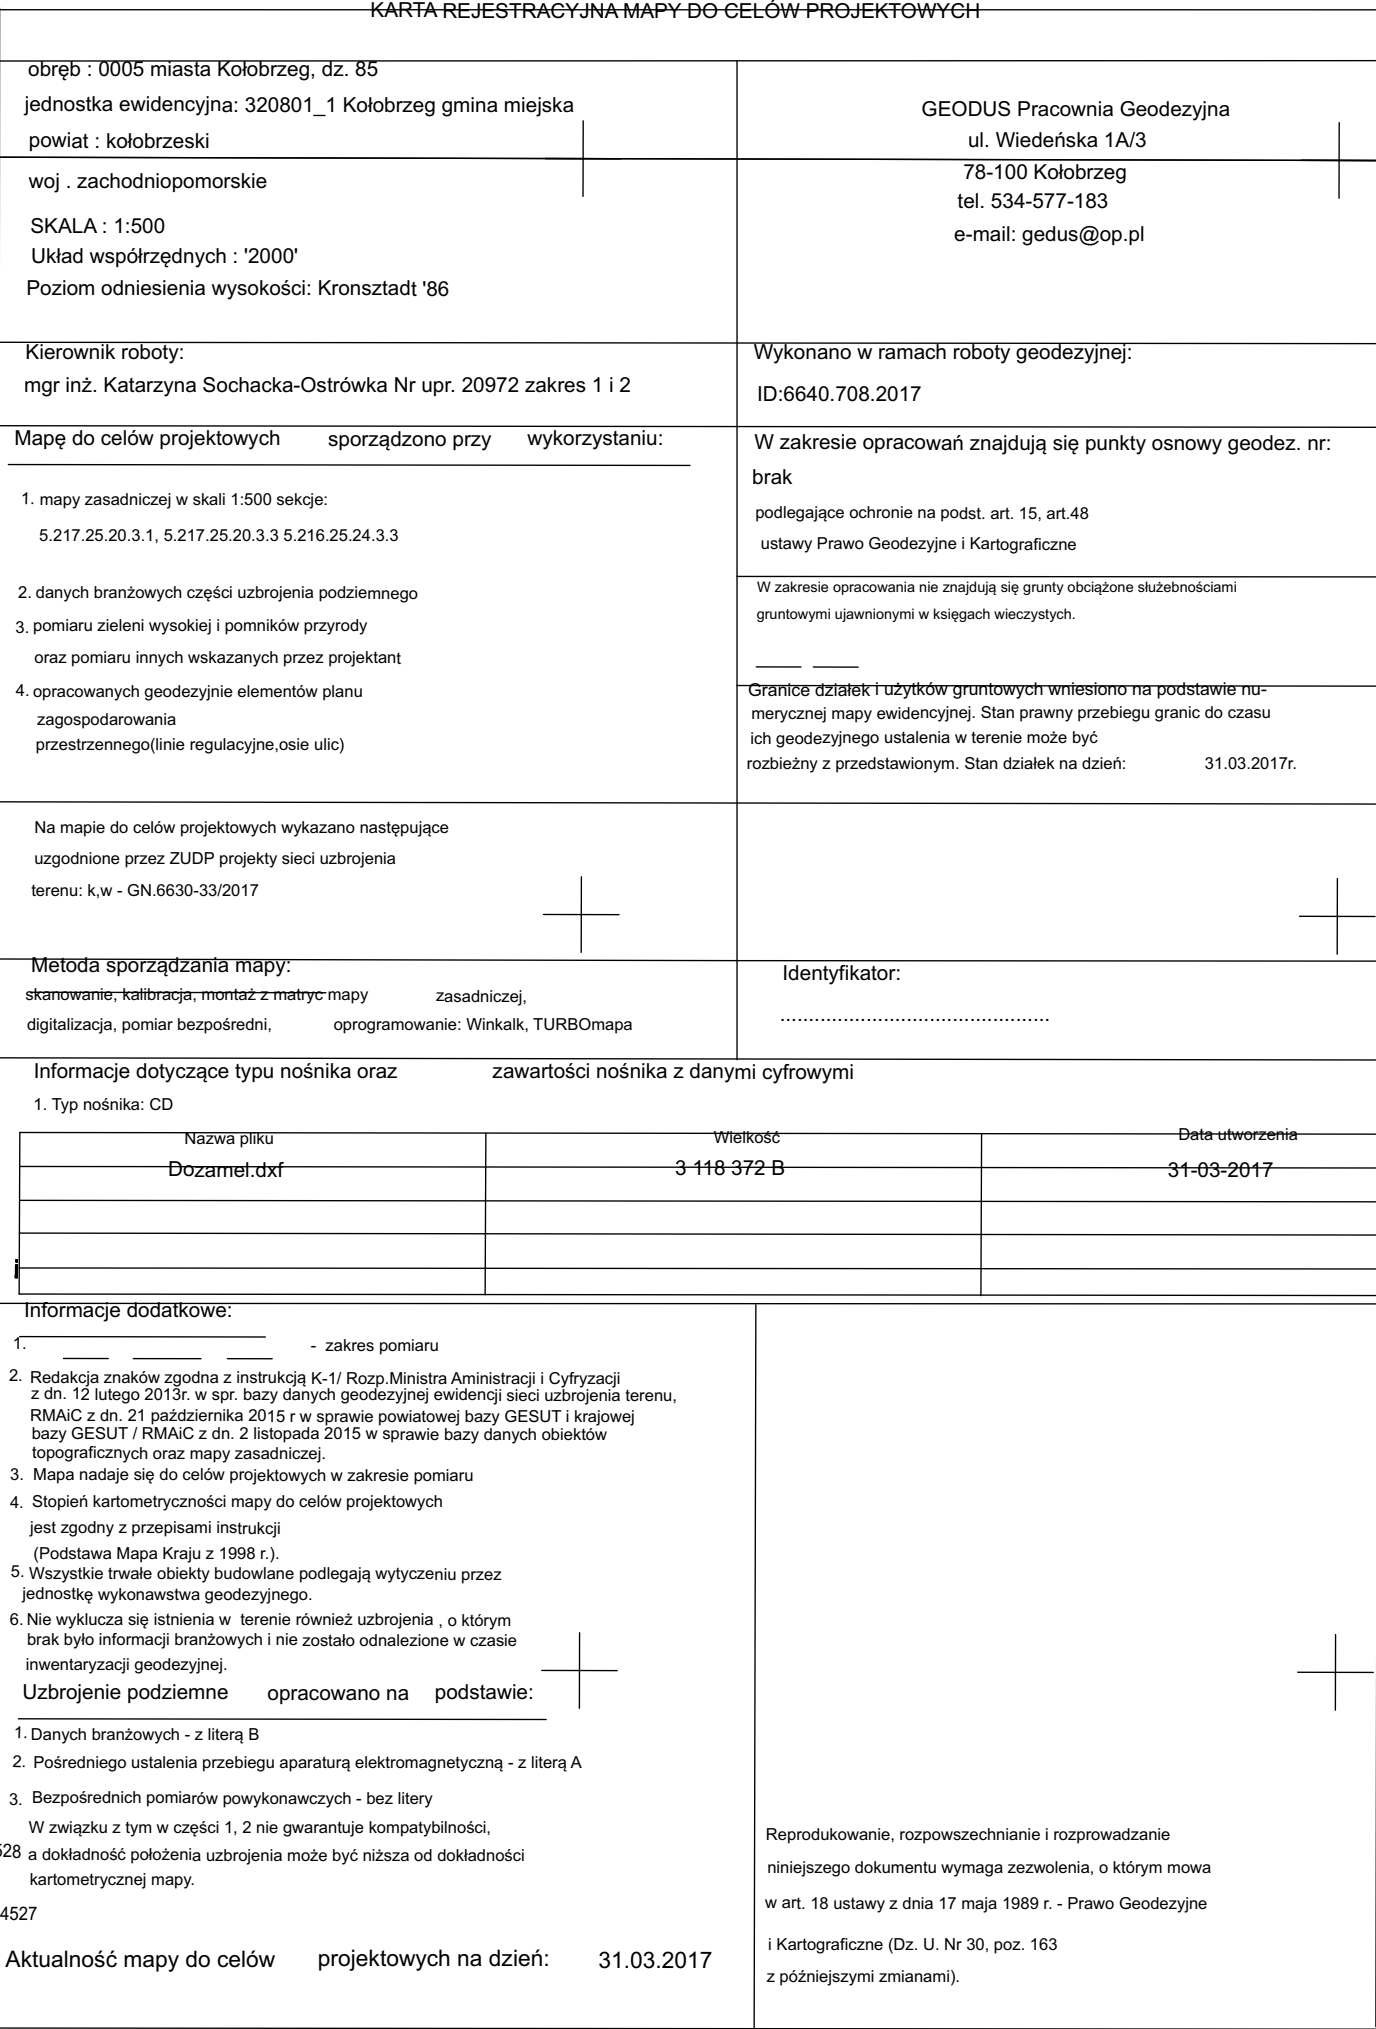 KARTA REJESTRACYJNA MAPY DO CELÓW PROJEKTOWYCH
obręb : 0005 miasta Kołobrzeg, dz. 85
jednostka ewidencyjna: 320801_1 Kołobrzeg gmina miejska
powiat : kołobrzeski
woj . zachodniopomorskie
SKALA : 1:500
Układ współrzędnych : '2000'
Poziom odniesienia wysokości: Kronsztadt '86
GEODUS Pracownia Geodezyjna
ul. Wiedeńska 1A/3
78-100 Kołobrzeg
tel. 534-577-183
e-mail: gedus@op.pl
Kierownik roboty:
mgr inż. Katarzyna Sochacka-Ostrówka Nr upr. 20972 zakres 1 i 2
Wykonano w ramach roboty geodezyjnej:
ID:6640.708.2017
Mapę do celów projektowych sporządzono przy wykorzystaniu:
1. mapy zasadniczej w skali 1:500 sekcje:
5.217.25.20.3.1, 5.217.25.20.3.3 5.216.25.24.3.3
2. danych branżowych części uzbrojenia podziemnego
3. pomiaru zieleni wysokiej i pomników przyrody
oraz pomiaru innych wskazanych przez projektant
4. opracowanych geodezyjnie elementów planu
zagospodarowania
przestrzennego(linie regulacyjne,osie ulic)
W zakresie opracowań znajdują się punkty osnowy geodez. nr:
brak
podlegające ochronie na podst. art. 15, art.48
ustawy Prawo Geodezyjne i Kartograficzne
W zakresie opracowania nie znajdują się grunty obciążone służebnościami
gruntowymi ujawnionymi w księgach wieczystych.
Granice działek i użytków gruntowych wniesiono na podstawie nu-
merycznej mapy ewidencyjnej. Stan prawny przebiegu granic do czasu
ich geodezyjnego ustalenia w terenie może być
rozbieżny z przedstawionym. Stan działek na dzień: 31.03.2017r.
Na mapie do celów projektowych wykazano następujące
uzgodnione przez ZUDP projekty sieci uzbrojenia
terenu: k,w - GN.6630-33/2017
Metoda sporządzania mapy:
skanowanie, kalibracja, montaż z matryc mapy zasadniczej,
digitalizacja, pomiar bezpośredni, oprogramowanie: Winkalk, TURBOmapa
Identyfikator:
...............................................
Informacje dotyczące typu nośnika oraz zawartości nośnika z danymi cyfrowymi
1. Typ nośnika: CD
Nazwa pliku Wielkość Data utworzenia
Dozamel.dxf 3 118 372 B 31-03-2017
i
Informacje dodatkowe:
1. - zakres pomiaru
2. Redakcja znaków zgodna z instrukcją K-1/ Rozp.Ministra Aministracji i Cyfryzacji
z dn. 12 lutego 2013r. w spr. bazy danych geodezyjnej ewidencji sieci uzbrojenia terenu,
RMAiC z dn. 21 października 2015 r w sprawie powiatowej bazy GESUT i krajowej
bazy GESUT / RMAiC z dn. 2 listopada 2015 w sprawie bazy danych obiektów
topograficznych oraz mapy zasadniczej.
3. Mapa nadaje się do celów projektowych w zakresie pomiaru
4. Stopień kartometryczności mapy do celów projektowych
jest zgodny z przepisami instrukcji
(Podstawa Mapa Kraju z 1998 r.).
5. Wszystkie trwałe obiekty budowlane podlegają wytyczeniu przez
jednostkę wykonawstwa geodezyjnego.
6. Nie wyklucza się istnienia w terenie również uzbrojenia , o którym
brak było informacji branżowych i nie zostało odnalezione w czasie
inwentaryzacji geodezyjnej.
Uzbrojenie podziemne opracowano na podstawie:
1. Danych branżowych - z literą B
2. Pośredniego ustalenia przebiegu aparaturą elektromagnetyczną - z literą A
3. Bezpośrednich pomiarów powykonawczych - bez litery
W związku z tym w części 1, 2 nie gwarantuje kompatybilności,
528 a dokładność położenia uzbrojenia może być niższa od dokładności
kartometrycznej mapy.
4527
Aktualność mapy do celów projektowych na dzień: 31.03.2017
Reprodukowanie, rozpowszechnianie i rozprowadzanie
niniejszego dokumentu wymaga zezwolenia, o którym mowa
w art. 18 ustawy z dnia 17 maja 1989 r. - Prawo Geodezyjne
i Kartograficzne (Dz. U. Nr 30, poz. 163
z późniejszymi zmianami).